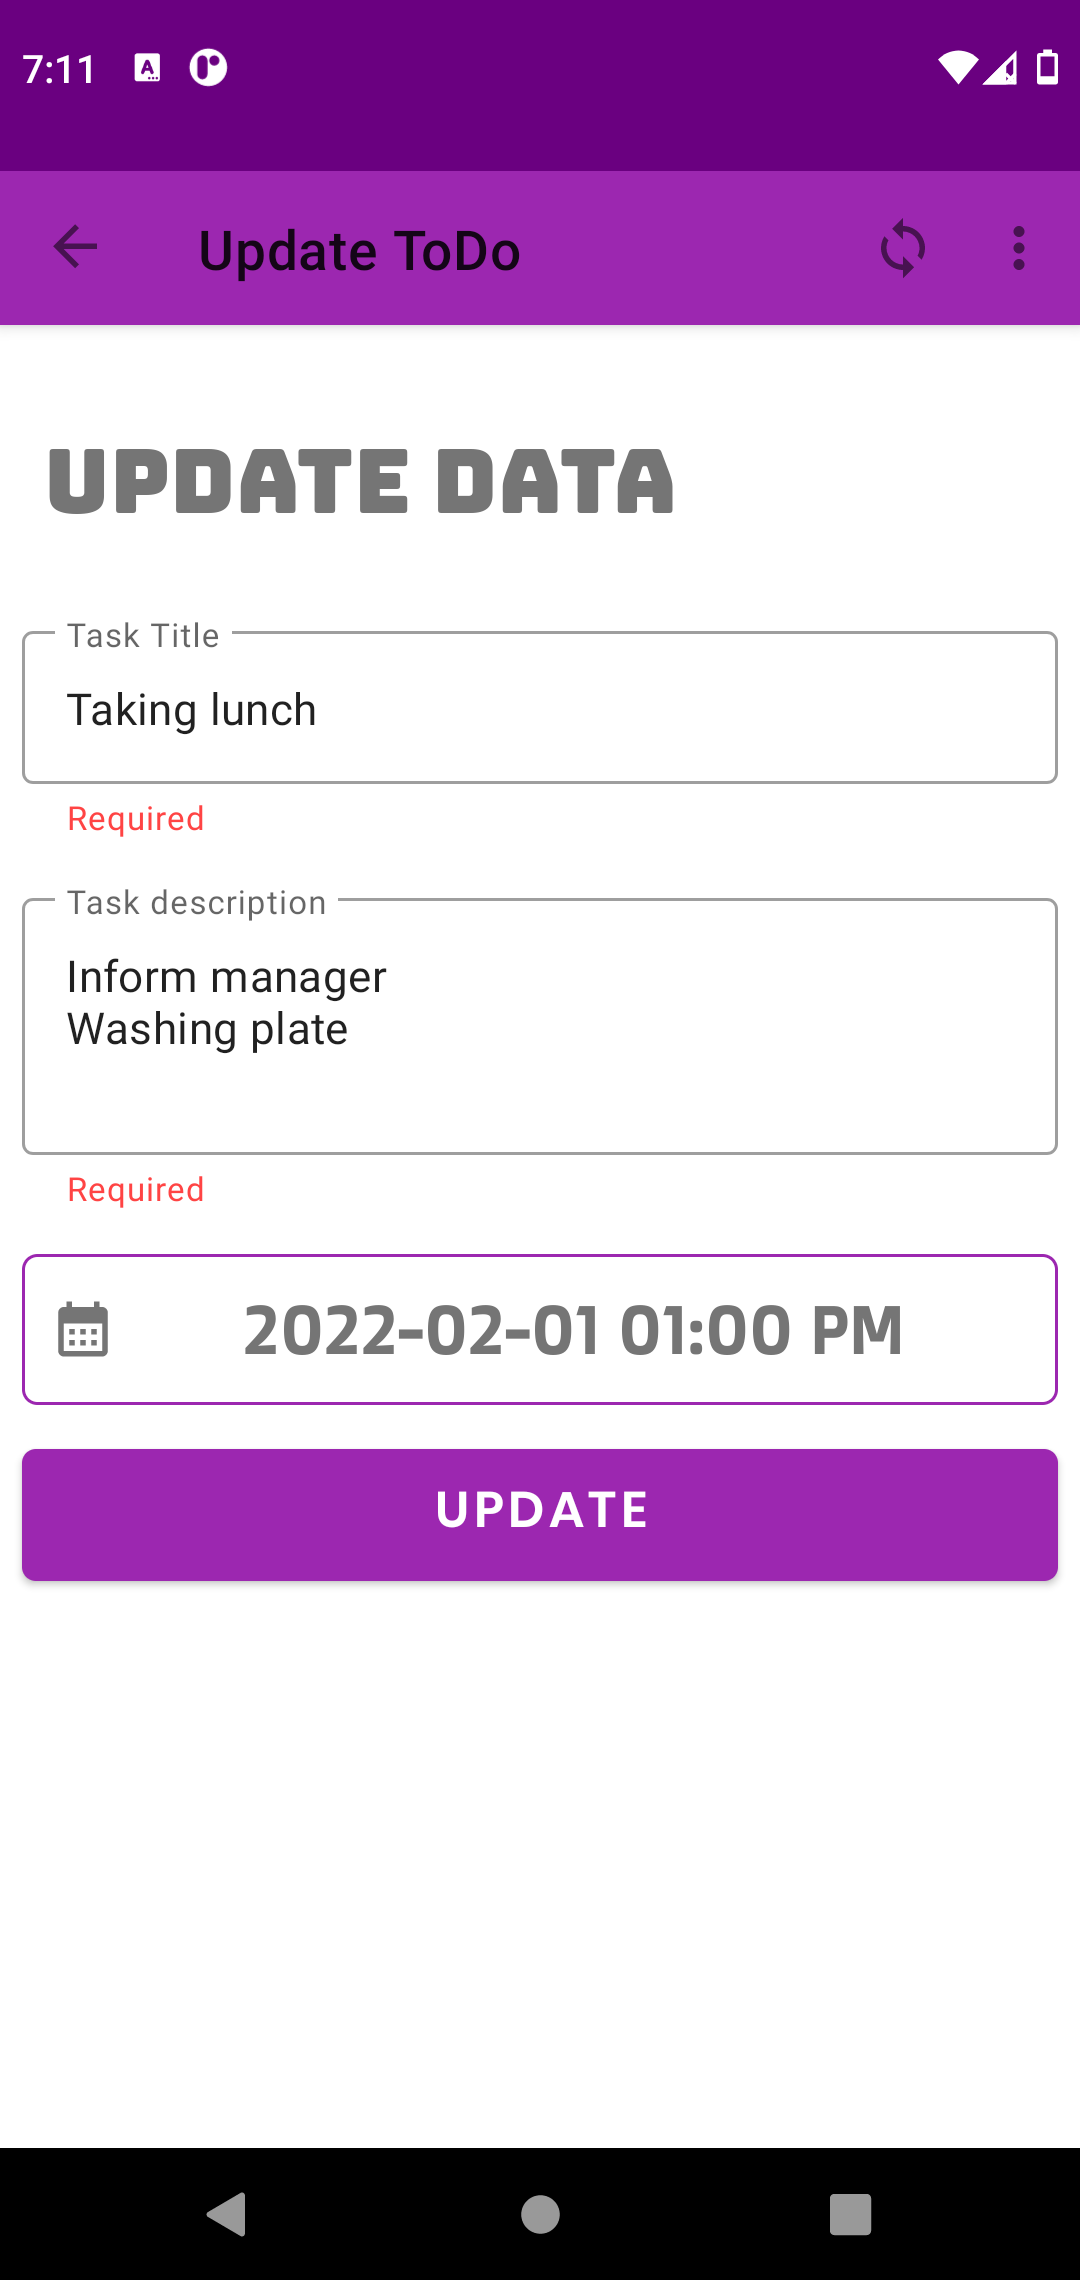 7:11
Update ToDo
UPDATE DATA
Task Title
Taking lunch
Required
Task description
Inform manager
Washing plate
Required
2022-02-01 01:00 PM
UPDATE